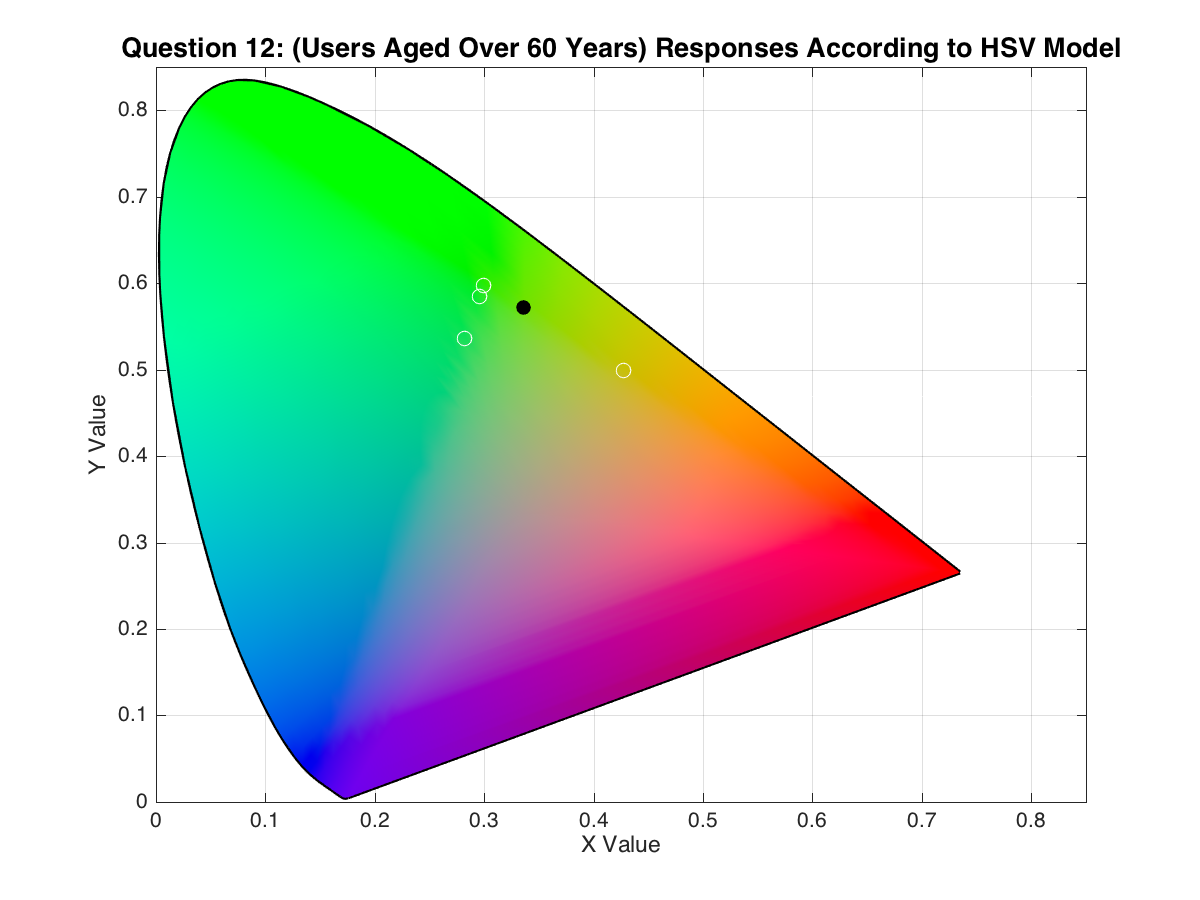 Question 12: (Users Aged Over 60 Years) Responses According to HSV Model
0.8
0.7
0.6
0.5
0.4
0.3
0.2
0.1
0
Y Value
0 0.1 0.2 0.3 0.4 0.5 0.6 0.7 0.8
X Value